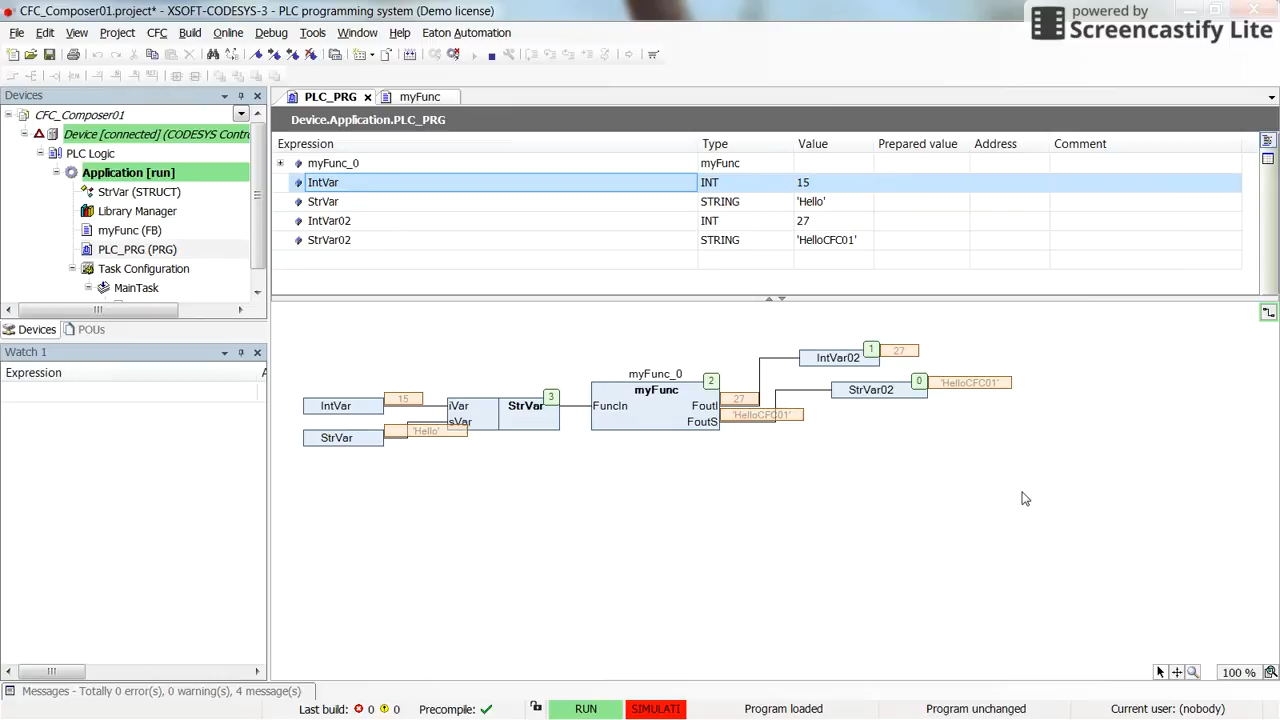 CFC_Composer01.project* - XSOFT-CODESYS-3 - PLC programming system (Demo license)
powered by
Screencastify Lite
File Edit View Project CFC Build Online Debug Tools Window Help Eaton Automation
Devices
CFC_Composer01
Device [connected] (CODESYS Contr
PLC Logic
Application [run]
StrVar (STRUCT)
Library Manager
myFunc (FB)
PLC_PRG (PRG)
Task Configuration
MainTask
Devices POUs
Watch 1
Expression
PLC_PRG myFunc
Device.Application.PLC_PRG
Expression Type Value Prepared value Address Comment
myFunc_0 myFunc
IntVar INT 15
StrVar STRING 'Hello'
IntVar02 INT 27
StrVar02 STRING 'HelloCFC01'
IntVar02 1 27
myFunc_0
StrVar02 0 'HelloCFC01'
myFunc 2
IntVar 15 iVar StrVar 3 FuncIn FoutI 27
StrVar 'Hello' sVar FoutS 'HelloCFC01'
100 %
Messages - Totally 0 error(s), 0 warning(s), 4 message(s)
Last build: 0 0 Precompile: RUN SIMULATI Program loaded Program unchanged Current user: (nobody)